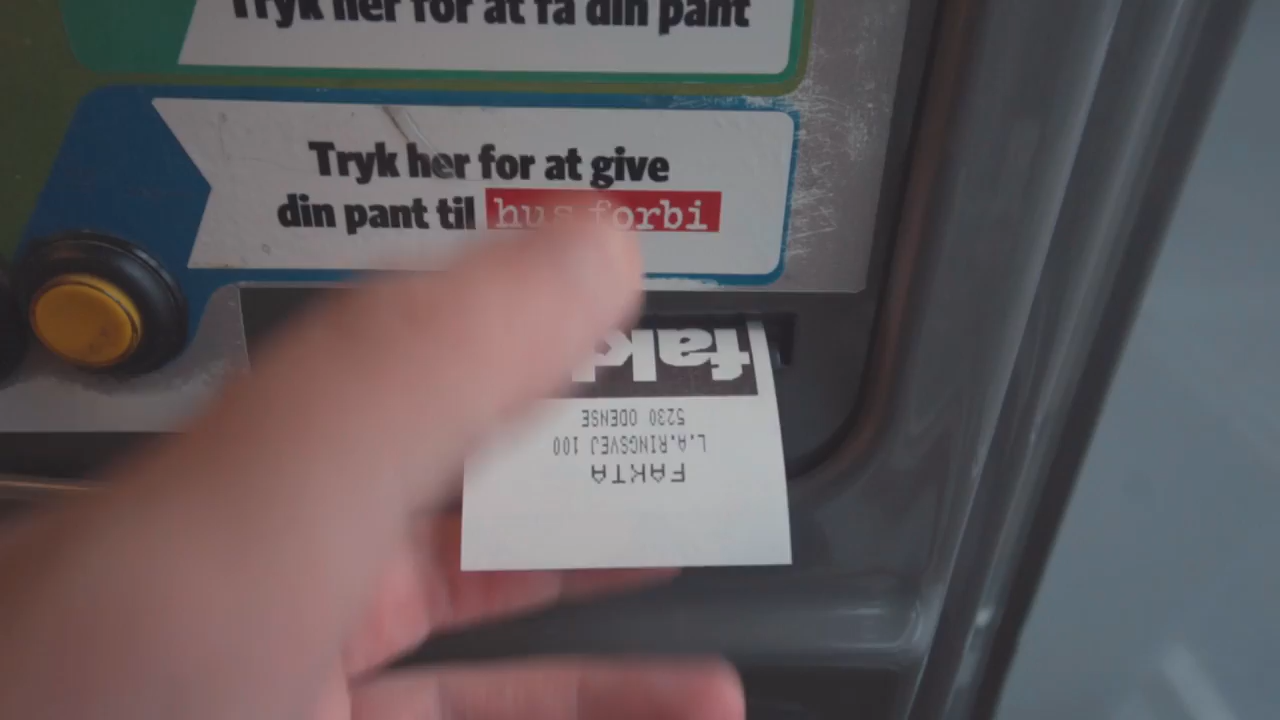 Tryk her for at få din pant
Tryk her for at give
din pant til hus forbi
fakt
5230 ODENSE
L.A.RINGSVEJ 100
FAKTA